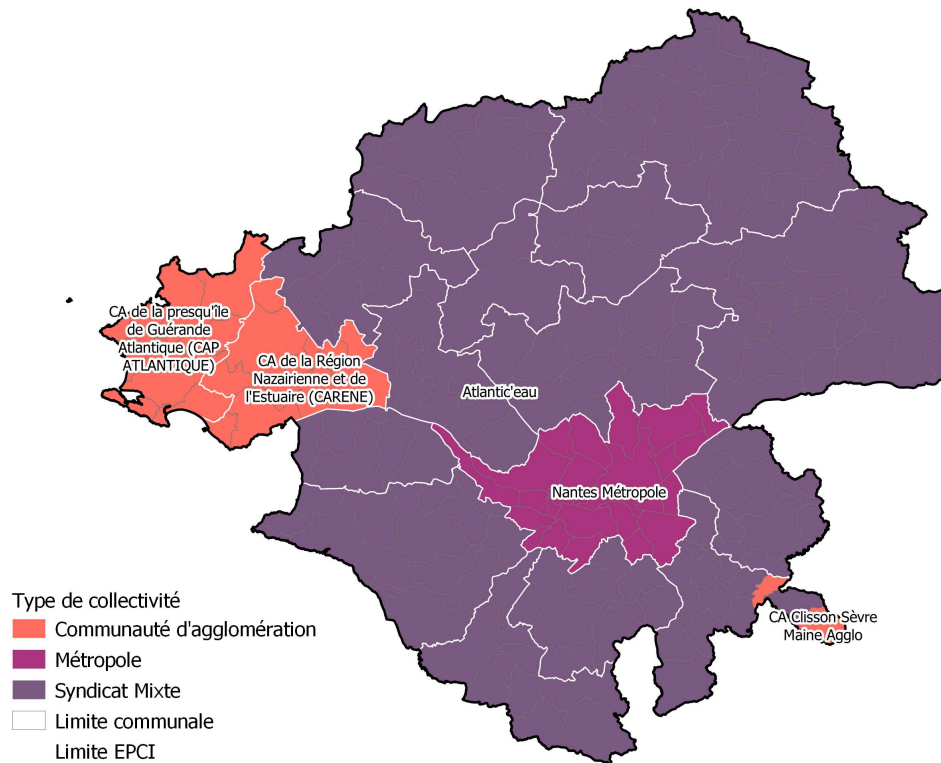 CA de la presqu'île
de Guérande
Atlantique (CAP
ATLANTIQUE)
CA de la Région
Nazairienne et de
l'Estuaire (CARENE)
Atlantic'eau
Nantes Métropole
CA Clisson Sèvre
Maine Agglo
Type de collectivité
Communauté d'agglomération
Métropole
Syndicat Mixte
Limite communale
Limite EPCI